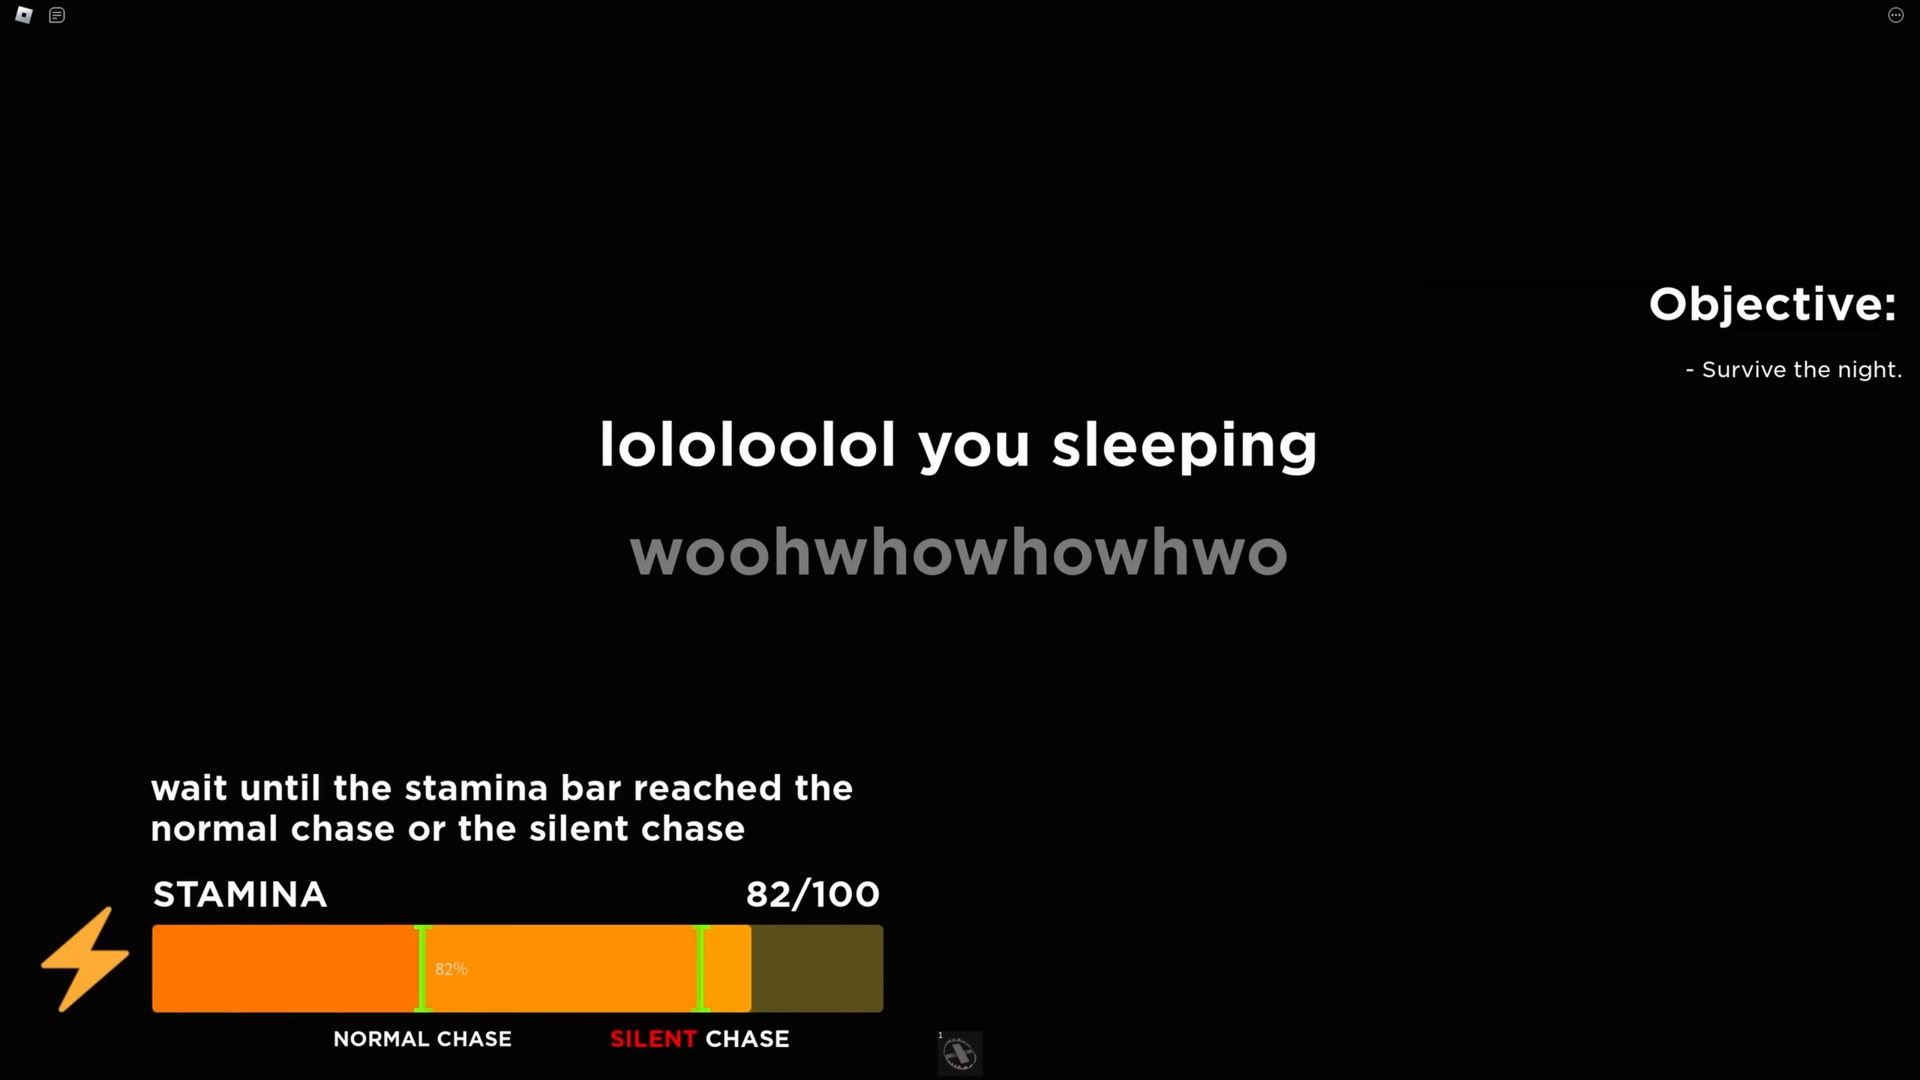 Objective:
- Survive the night.
lololoolol you sleeping
woohwhowhowhwo
wait until the stamina bar reached the
normal chase or the silent chase
STAMINA 82/100
82%
NORMAL CHASE SILENT CHASE
1